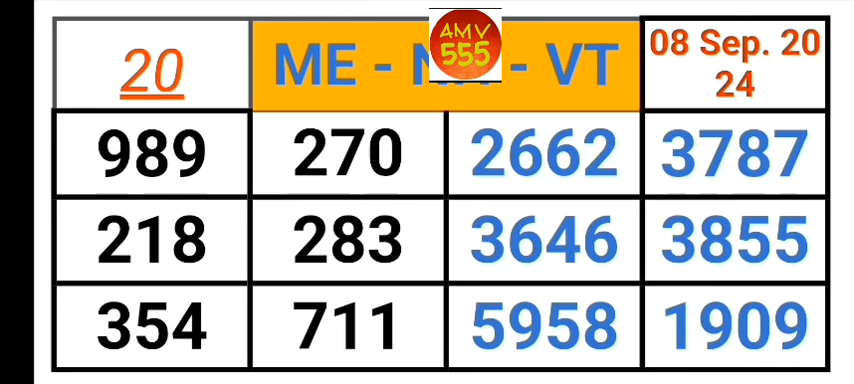 20
ME - - VT
AMV
555
08 Sep. 20
24
989 270 2662 3787
218 283 3646 3855
354 711 5958 1909